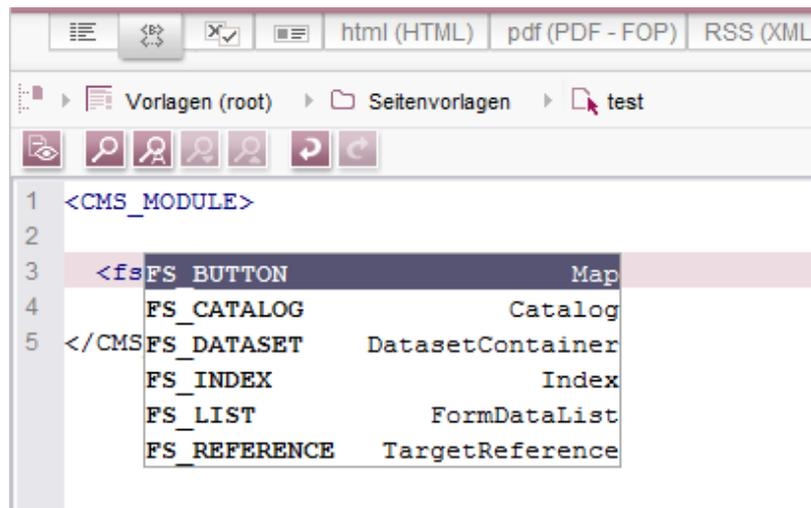 html (HTML) pdf (PDF - FOP) RSS (XML
Vorlagen (root) Seitenvorlagen test
1 <CMS_MODULE>
2
3 <fs FS_BUTTON Map
4 FS_CATALOG Catalog
5 </CMS FS_DATASET DatasetContainer
FS_INDEX Index
FS_LIST FormDataList
FS_REFERENCE TargetReference